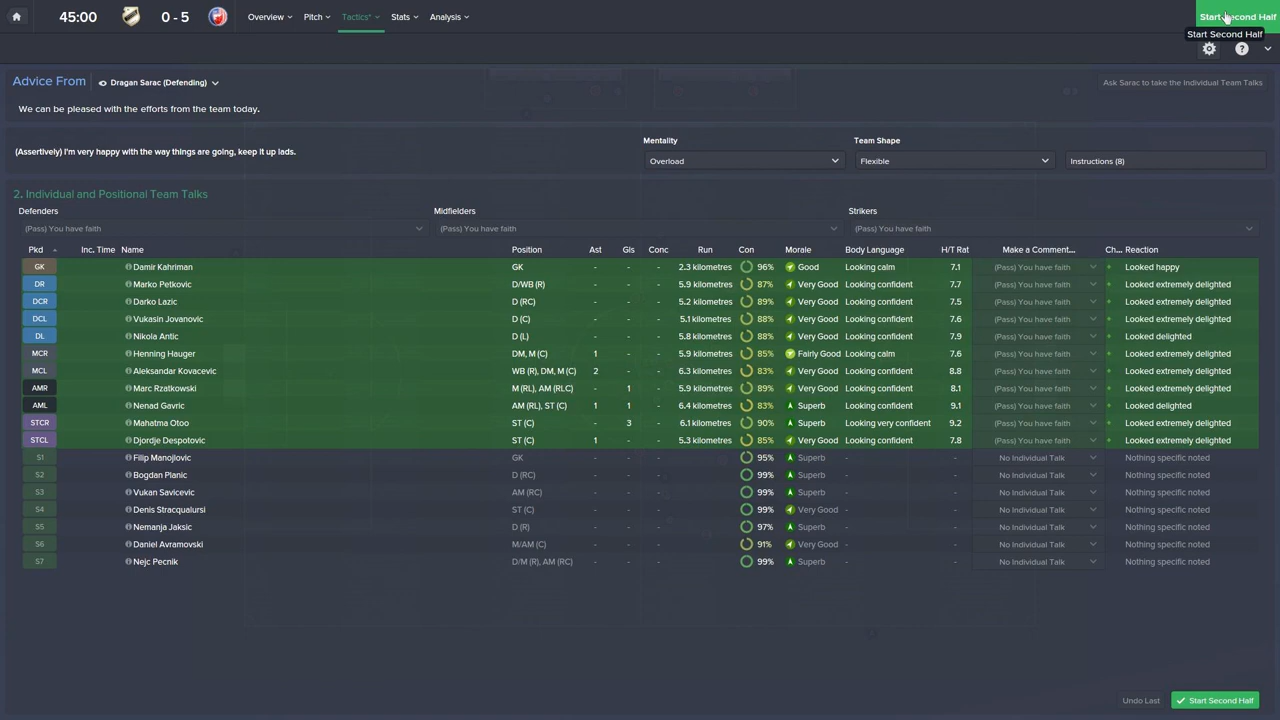 45:00 0 - 5 Overview Pitch Tactics* Stats Analysis Start Second Half
Start Second Half
Advice From Dragan Sarac (Defending) Ask Sarac to take the Individual Team Talks
We can be pleased with the efforts from the team today.
Mentality Team Shape
(Assertively) I'm very happy with the way things are going, keep it up lads.
Overload Flexible Instructions (8)
2. Individual and Positional Team Talks
Defenders Midfielders Strikers
(Pass) You have faith (Pass) You have faith (Pass) You have faith
Pkd Inc. Time Name Position Ast Gls Conc Run Con Morale Body Language H/T Rat Make a Comment... Ch... Reaction
GK Damir Kahriman GK - - - 2.3 kilometres 96% Good Looking calm 7.1 (Pass) You have faith Looked happy
DR Marko Petkovic D/WB (R) - - - 5.9 kilometres 87% Very Good Looking confident 7.7 (Pass) You have faith Looked extremely delighted
DCR Darko Lazic D (RC) - - - 5.2 kilometres 89% Very Good Looking confident 7.5 (Pass) You have faith Looked extremely delighted
DCL Vukasin Jovanovic D (C) - - - 5.1 kilometres 88% Very Good Looking confident 7.6 (Pass) You have faith Looked extremely delighted
DL Nikola Antic D (L) - - - 5.8 kilometres 88% Very Good Looking confident 7.9 (Pass) You have faith Looked delighted
MCR Henning Hauger DM, M (C) 1 - - 5.9 kilometres 85% Fairly Good Looking calm 7.6 (Pass) You have faith Looked extremely delighted
MCL Aleksandar Kovacevic WB (R), DM, M (C) 2 - - 6.3 kilometres 83% Very Good Looking confident 8.8 (Pass) You have faith Looked extremely delighted
AMR Marc Rzatkowski M (RL), AM (RLC) - 1 - 5.9 kilometres 89% Very Good Looking confident 8.1 (Pass) You have faith Looked extremely delighted
AML Nenad Gavric AM (RL), ST (C) 1 1 - 6.4 kilometres 83% Superb Looking confident 9.1 (Pass) You have faith Looked delighted
STCR Mahatma Otoo ST (C) - 3 - 6.1 kilometres 90% Superb Looking very confident 9.2 (Pass) You have faith Looked extremely delighted
STCL Djordje Despotovic ST (C) 1 - - 5.3 kilometres 85% Very Good Looking confident 7.8 (Pass) You have faith Looked extremely delighted
S1 Filip Manojlovic GK - - - 95% Superb - - No Individual Talk Nothing specific noted
S2 Bogdan Planic D (RC) - - - 99% Superb - - No Individual Talk Nothing specific noted
S3 Vukan Savicevic AM (RC) - - - 99% Superb - - No Individual Talk Nothing specific noted
S4 Denis Stracqualursi ST (C) - - - 99% Very Good - - No Individual Talk Nothing specific noted
S5 Nemanja Jaksic D (R) - - - 97% Superb - - No Individual Talk Nothing specific noted
S6 Daniel Avramovski M/AM (C) - - - 91% Very Good - - No Individual Talk Nothing specific noted
S7 Nejc Pecnik D/M (R), AM (RC) - - - 99% Superb - - No Individual Talk Nothing specific noted
Undo Last Start Second Half